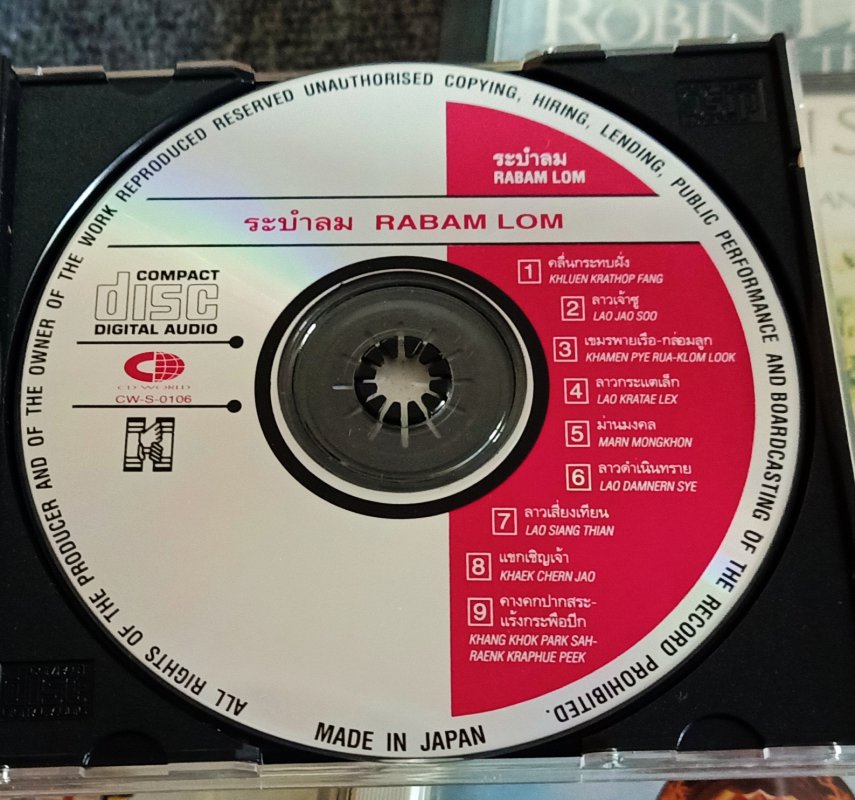 ROBIN
ALL RIGHTS OF THE PRODUCER AND OF THE OWNER OF THE WORK REPRODUCED RESERVED UNAUTHORISED COPYING, HIRING, LENDING, PUBLIC PERFORMANCE AND BOARDCASTING OF THE RECORD PROHIBITED.
ระบำลม
RABAM LOM
ระบำลม RABAM LOM
COMPACT
disc
DIGITAL AUDIO
CD WORLD
CW-S-0106
1 คลื่นกระทบฝั่ง
KHLUEN KRATHOP FANG
2 ลาวเจ้าซู
LAO JAO SOO
3 เขมรพายเรือ-กล่อมลูก
KHAMEN PYE RUA-KLOM LOOK
4 ลาวกระแตเล็ก
LAO KRATAE LEX
5 ม่านมงคล
MARN MONGKHON
6 ลาวดำเนินทราย
LAO DAMNERN SYE
7 ลาวเสี่ยงเทียน
LAO SIANG THIAN
8 แขกเชิญเจ้า
KHAEK CHERN JAO
9 คางคกปากสระ-
แร้งกระพือปีก
KHANG KHOK PARK SAH-
RAENK KRAPHUE PEEK
MADE IN JAPAN